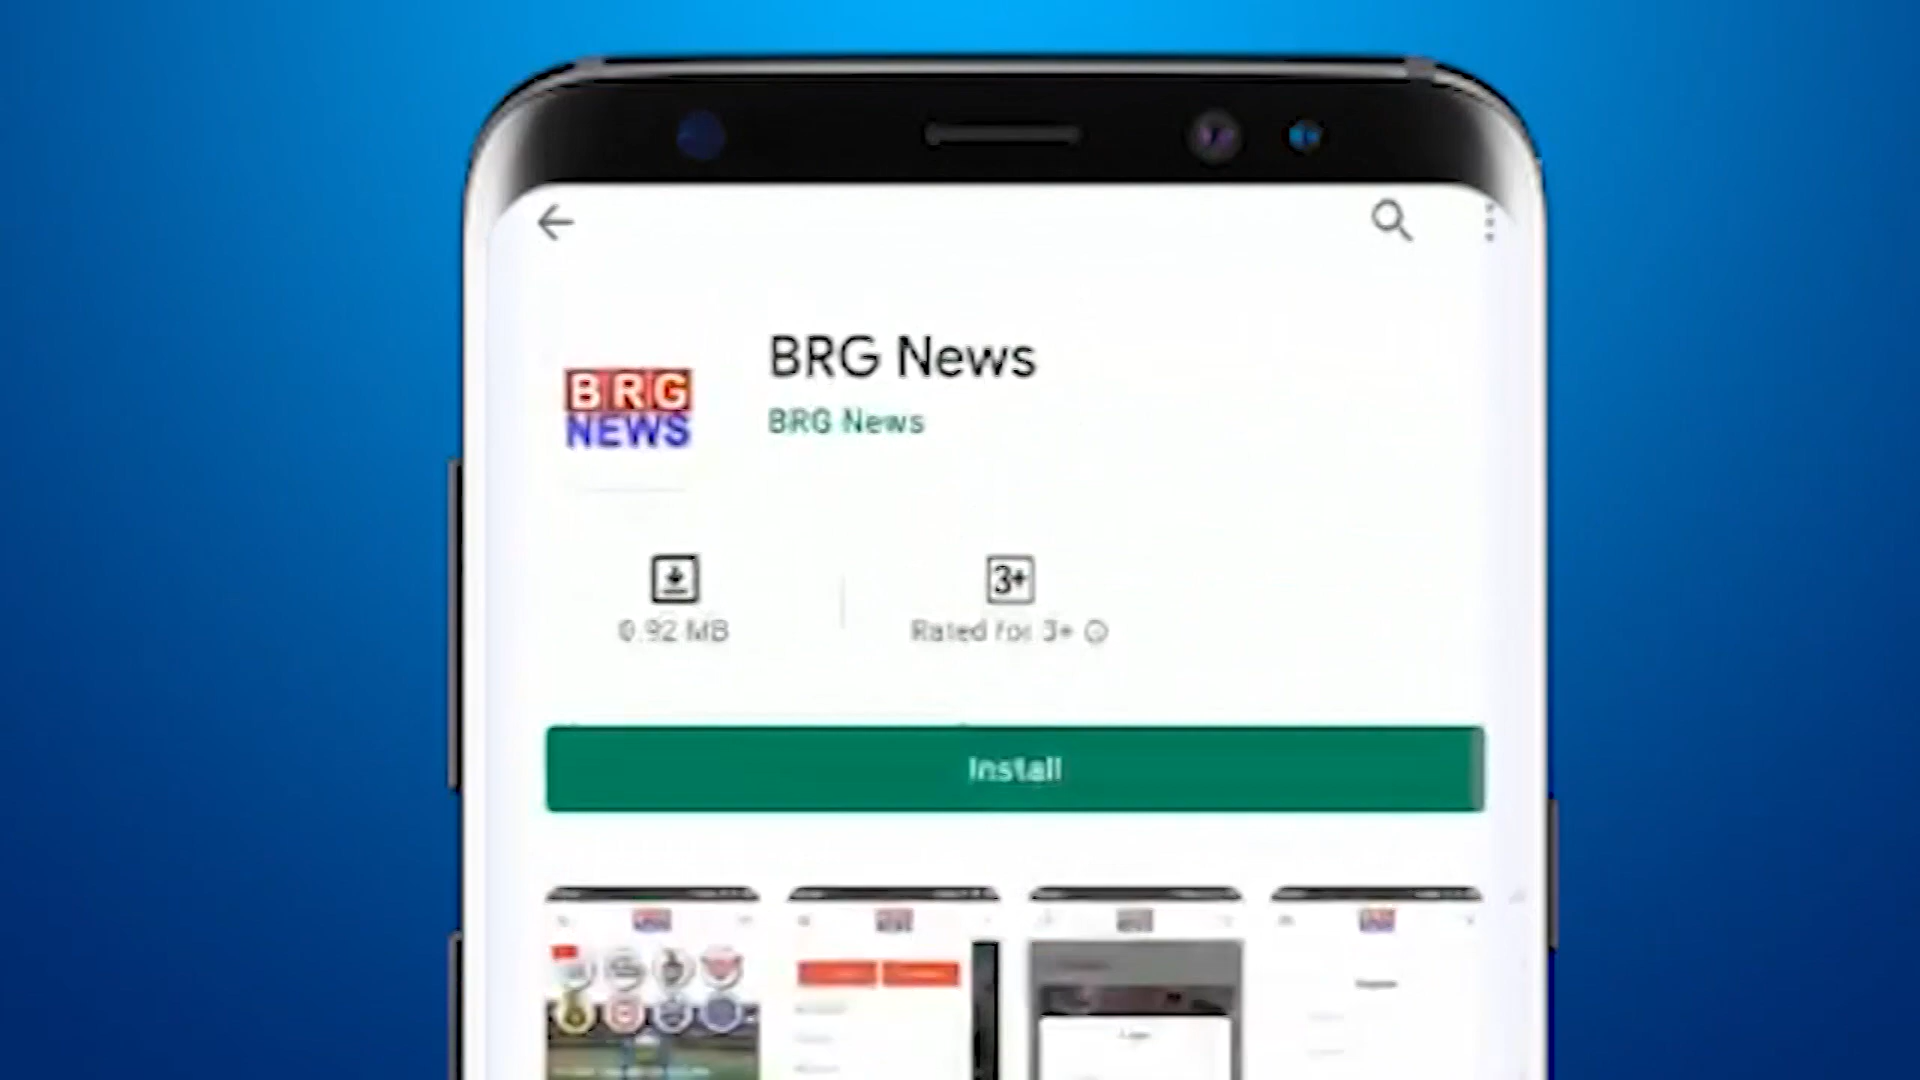 BRG News
BRG
NEWS
BRG News
3+
0.92 MB
Rated for 3+
Install